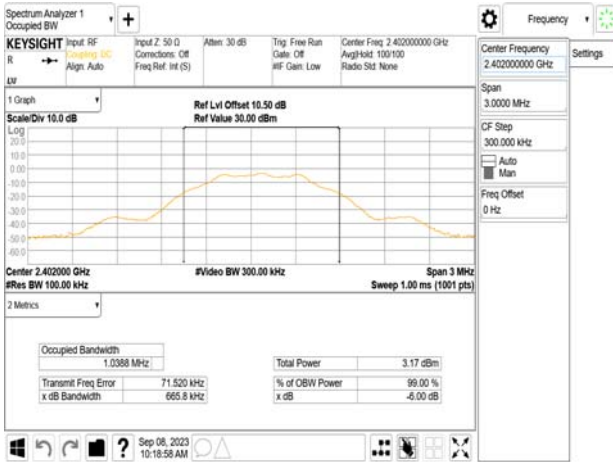 Spectrum Analyzer 1
Occupied BW
Frequency
KEYSIGHT
R
Input: RF
Coupling: DC
Align: Auto
Input Z: 50 Ω
Corrections: Off
Freq Ref: Int (S)
Atten: 30 dB
Trig: Free Run
Gate: Off
#IF Gain: Low
Center Freq: 2.402000000 GHz
Avg|Hold: 100/100
Radio Std: None
Center Frequency
2.402000000 GHz
Settings
Span
3.0000 MHz
CF Step
300.000 kHz
Auto
Man
Freq Offset
0 Hz
1 Graph
Scale/Div 10.0 dB
Ref Lvl Offset 10.50 dB
Ref Value 30.00 dBm
Log
20.0
10.0
0.00
-10.0
-20.0
-30.0
-40.0
-50.0
-60.0
Center 2.402000 GHz
#Video BW 300.00 kHz
Span 3 MHz
#Res BW 100.00 kHz
Sweep 1.00 ms (1001 pts)
2 Metrics
Occupied Bandwidth
1.0388 MHz
Total Power
3.17 dBm
Transmit Freq Error
71.520 kHz
% of OBW Power
99.00 %
x dB Bandwidth
665.8 kHz
x dB
-6.00 dB
?
Sep 08, 2023
10:18:58 AM